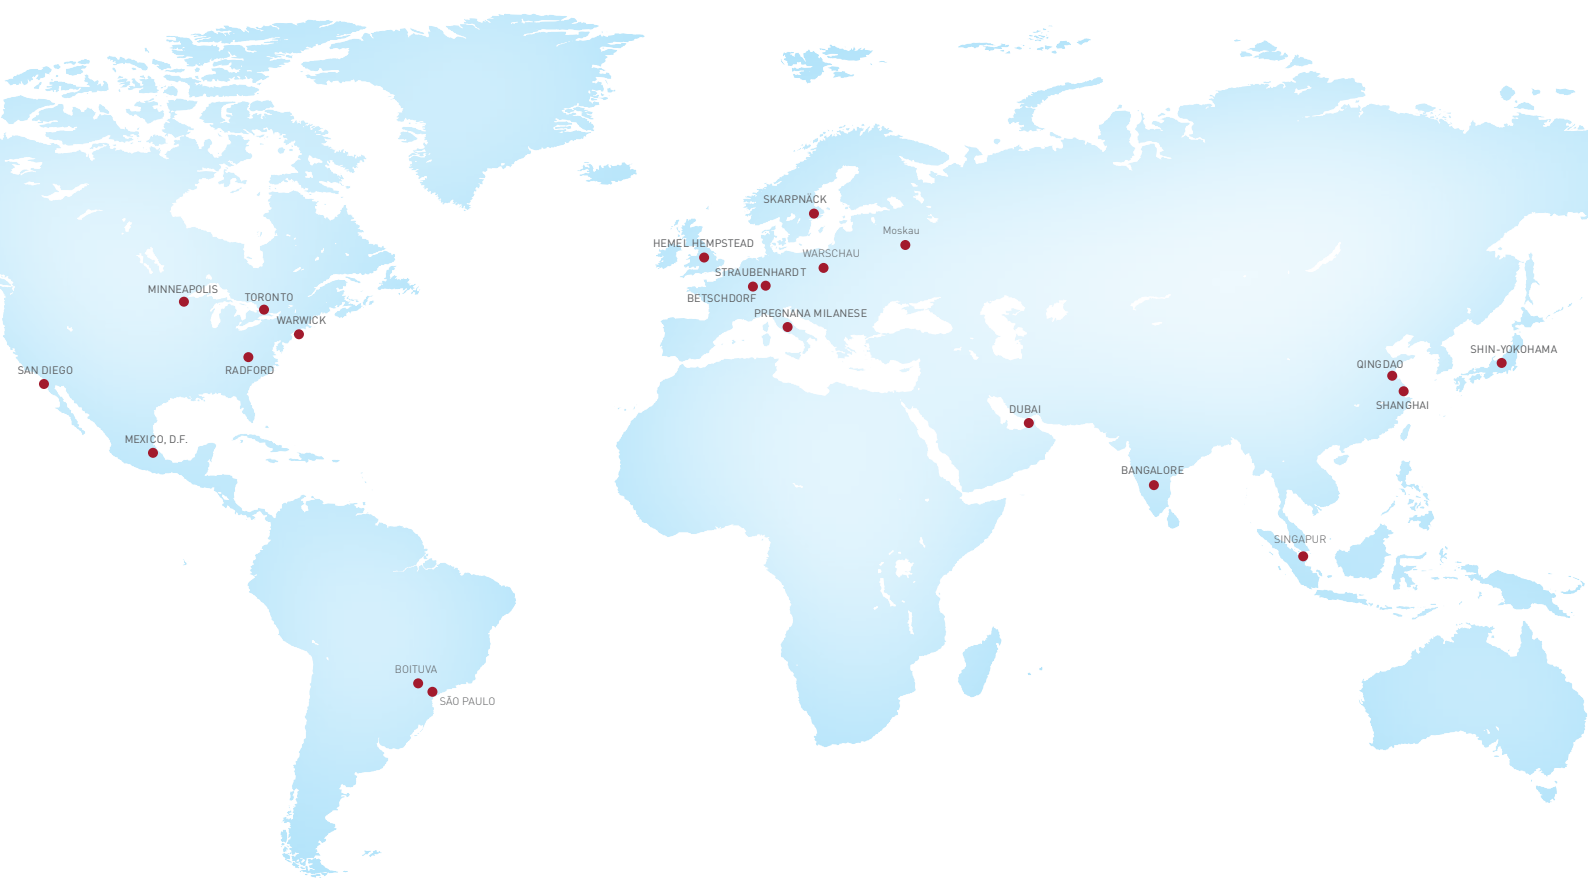 SKARPNÄCK
Moskau
HEMEL HEMPSTEAD
WARSCHAU
STRAUBENHARDT
MINNEAPOLIS
TORONTO
BETSCHDORF
PREGNANA MILANESE
WARWICK
SHIN-YOKOHAMA
QINGDAO
SAN DIEGO
RADFORD
SHANGHAI
DUBAI
MEXICO, D.F.
BANGALORE
SINGAPUR
BOITUVA
SÃO PAULO